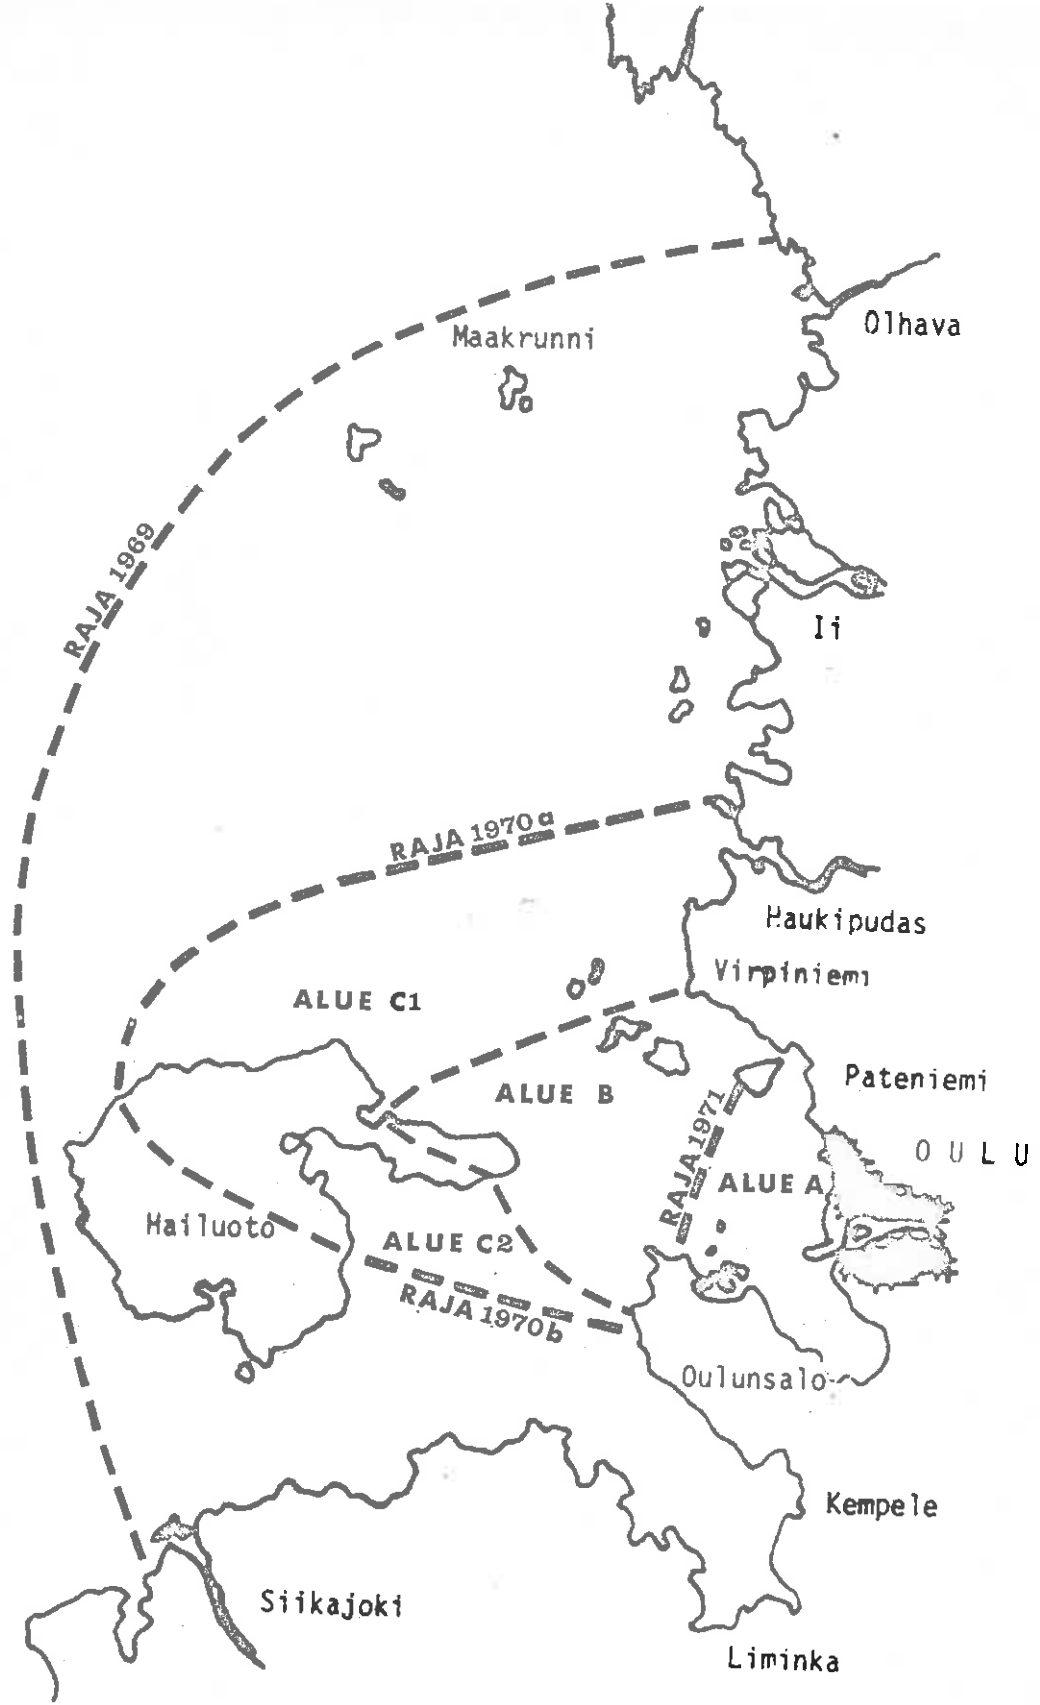 Olhava
Maakrunni
RAJA 1969
Ii
RAJA 1970a
Haukipudas
Virpiniemi
ALUE C1
Pateniemi
ALUE B
RAJA 1971
OULU
ALUE A
Hailuoto
ALUE C2
RAJA 1970b
Oulunsalo
Kempele
Siikajoki
Liminka